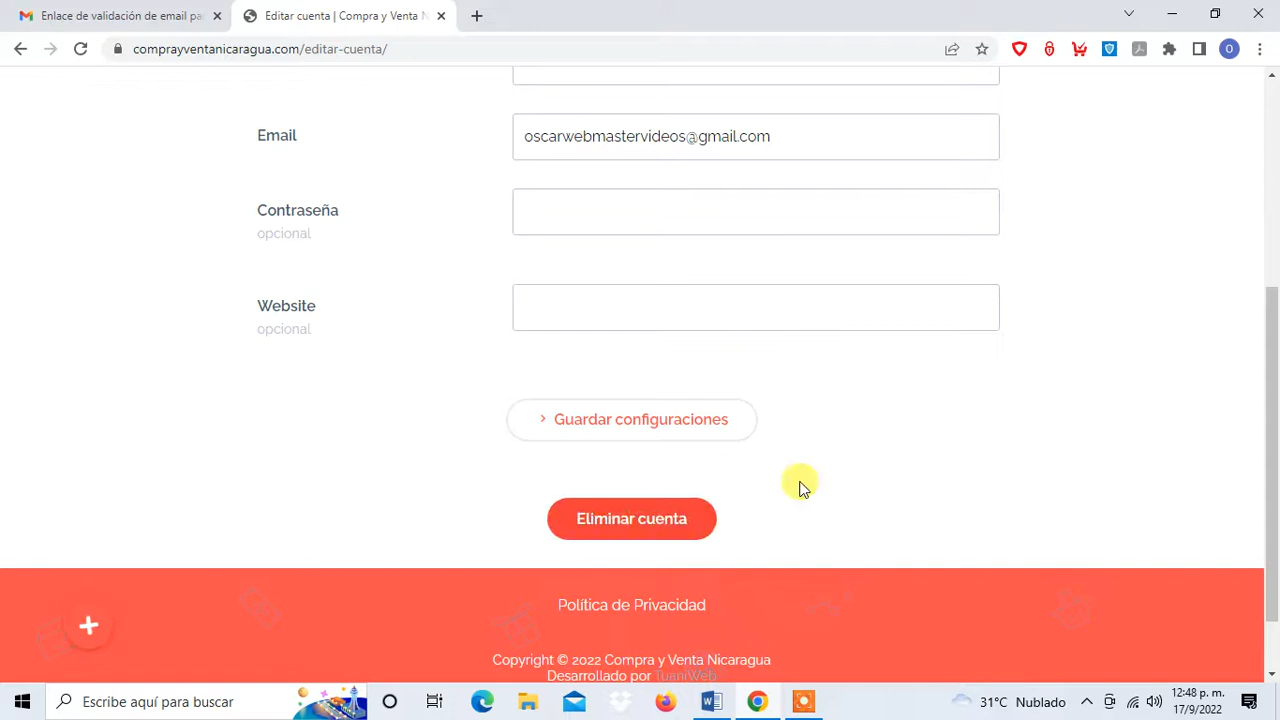 Enlace de validación de email pa
Editar cuenta | Compra y Venta N
comprayventanicaragua.com/editar-cuenta/
O
Email
oscarwebmastervideos@gmail.com
Contraseña
opcional
Website
opcional
> Guardar configuraciones
Eliminar cuenta
+
Política de Privacidad
Copyright © 2022 Compra y Venta Nicaragua
Desarrollado por TuaniWeb
Escribe aquí para buscar
31°C Nublado
12:48 p. m.
17/9/2022